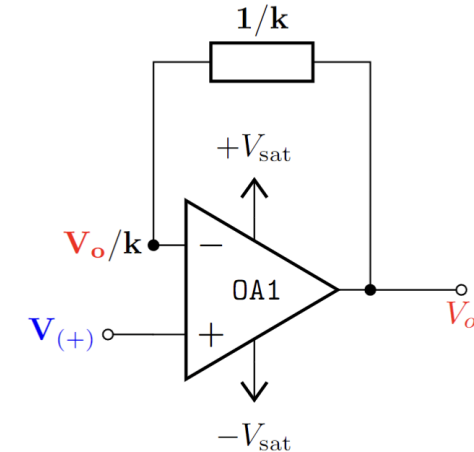 1/k
+Vsat
Vo/k
−
OA1
Vo
V(+)
+
−Vsat